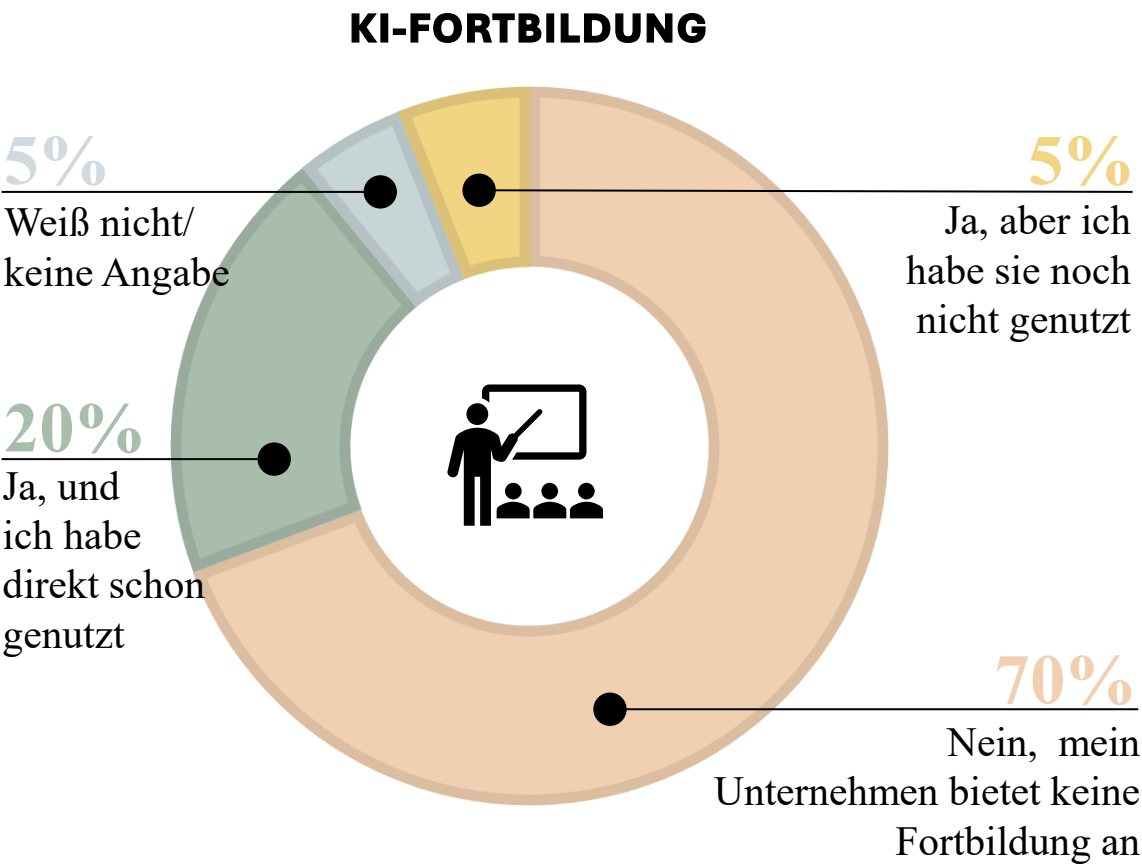 KI-FORTBILDUNG
5%
Weiß nicht/
keine Angabe
5%
Ja, aber ich
habe sie noch
nicht genutzt
20%
Ja, und
ich habe
direkt schon
genutzt
70%
Nein, mein
Unternehmen bietet keine
Fortbildung an